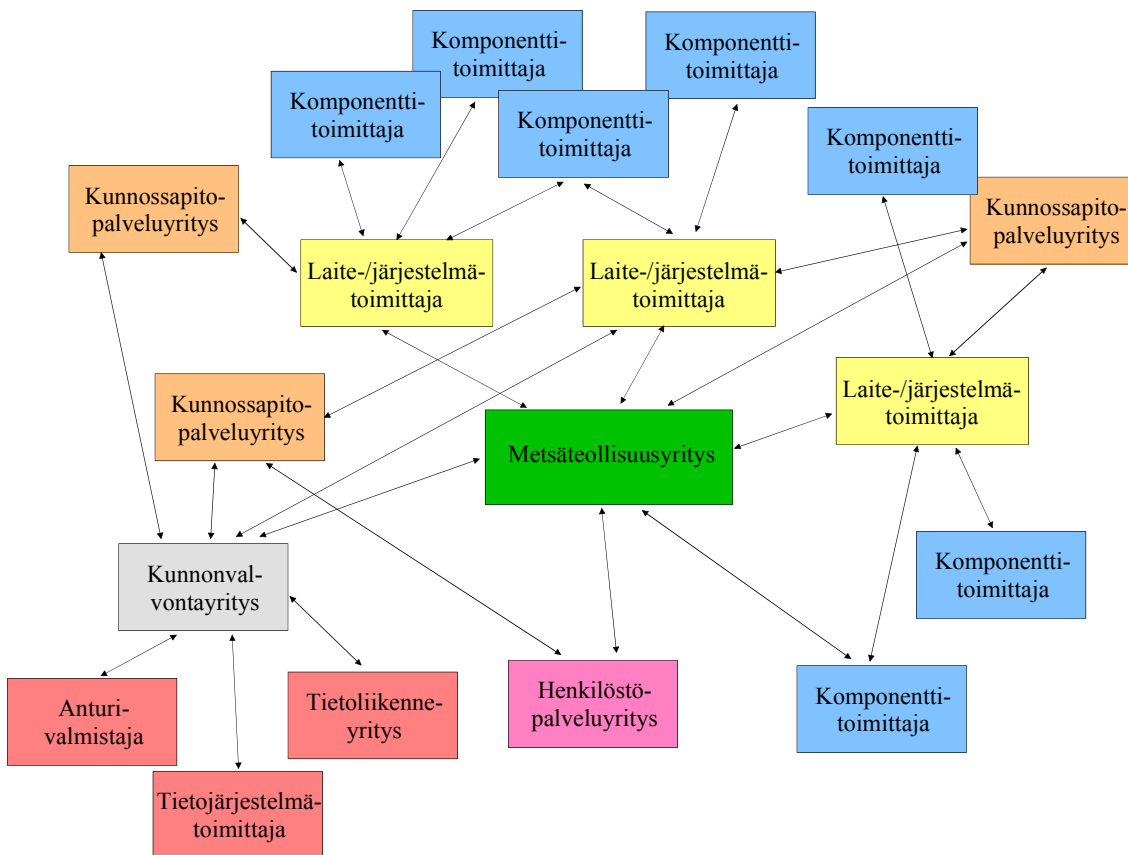 Komponentti-
toimittaja
Komponentti-
toimittaja
Komponentti-
toimittaja
Komponentti-
toimittaja
Komponentti-
toimittaja
Kunnossapito-
palveluyritys
Kunnossapito-
palveluyritys
Laite-/järjestelmä-
toimittaja
Laite-/järjestelmä-
toimittaja
Laite-/järjestelmä-
toimittaja
Kunnossapito-
palveluyritys
Metsäteollisuusyritys
Kunnonval-
vontayritys
Komponentti-
toimittaja
Anturi-
valmistaja
Tietoliikenne-
yritys
Henkilöstö-
palveluyritys
Komponentti-
toimittaja
Tietojärjestelmä-
toimittaja